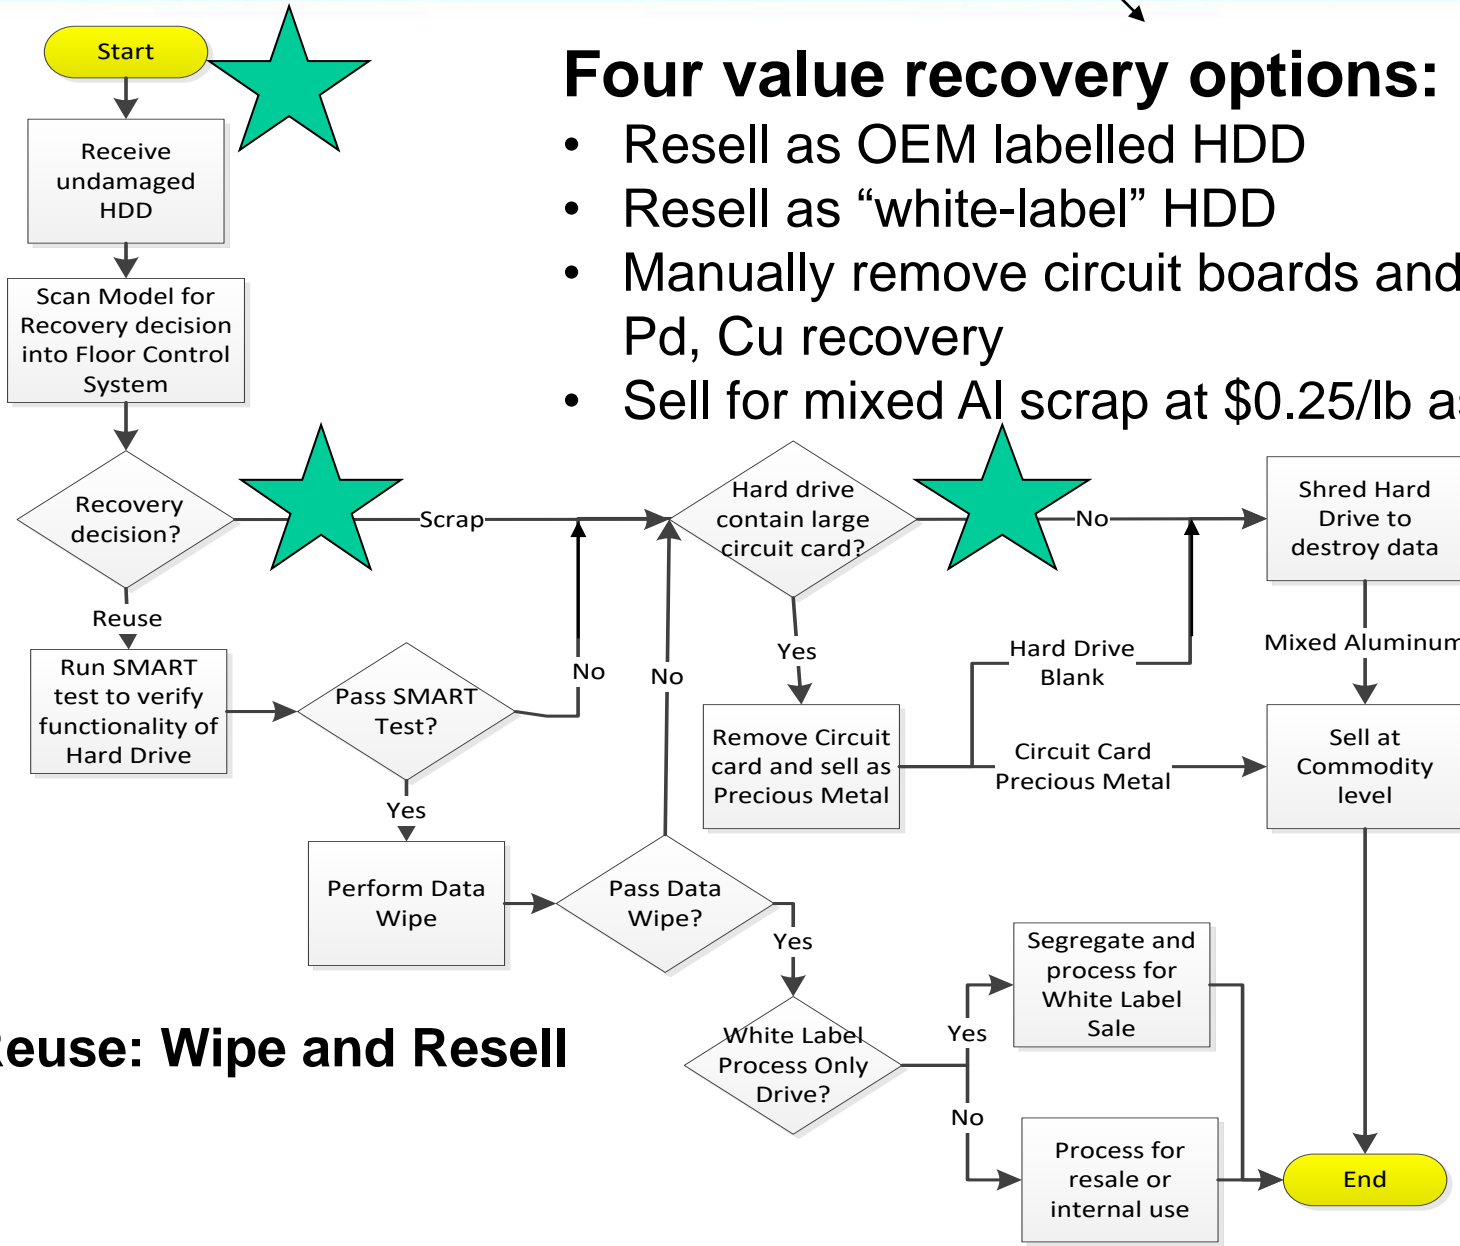 Start
Four value recovery options:
• Resell as OEM labelled HDD
• Resell as “white-label” HDD
• Manually remove circuit boards and
Pd, Cu recovery
• Sell for mixed Al scrap at $0.25/lb
Receive
undamaged
HDD
Scan Model for
Recovery decision
into Floor Control
System
Recovery
decision?
Scrap
Hard drive
contain large
circuit card?
No
Shred Hard
Drive to
destroy data
Reuse
Run SMART
test to verify
functionality of
Hard Drive
Pass SMART
Test?
No
No
Yes
Hard Drive
Blank
Mixed Aluminum
Remove Circuit
card and sell as
Precious Metal
Circuit Card
Precious Metal
Sell at
Commodity
level
Yes
Perform Data
Wipe
Pass Data
Wipe?
Yes
Segregate and
process for
White Label
Sale
Reuse: Wipe and Resell
White Label
Process Only
Drive?
Yes
No
Process for
resale or
internal use
End